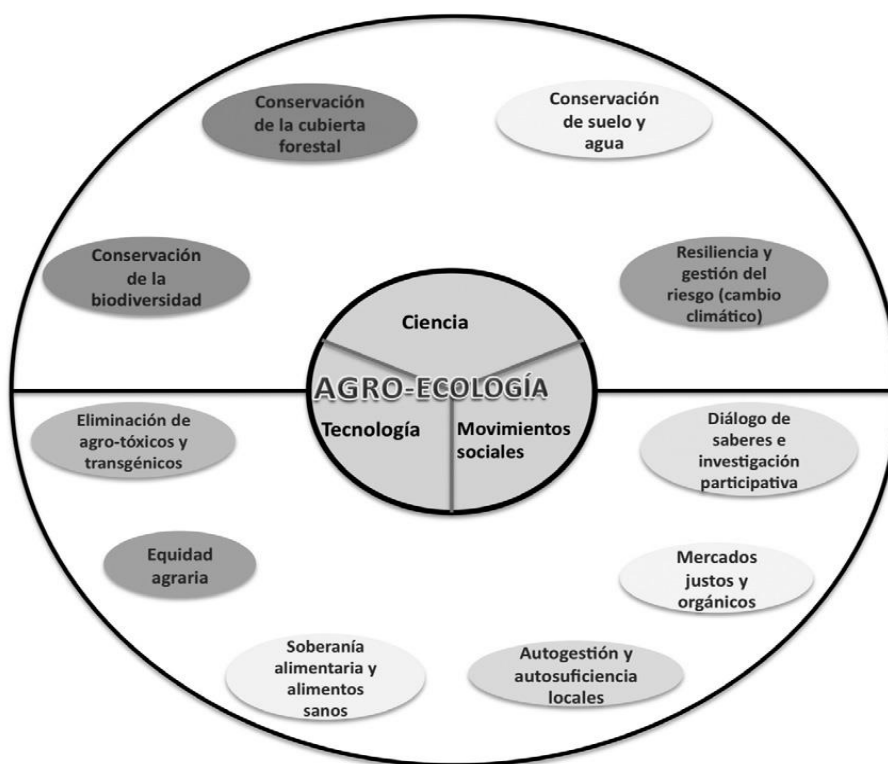 Conservación
de la cubierta
forestal
Conservación
de suelo y
agua
Conservación
de la
biodiversidad
Resiliencia y
gestión del
riesgo (cambio
climático)
Ciencia
AGRO-ECOLOGÍA
Tecnología
Movimientos
sociales
Eliminación de
agro-tóxicos y
transgénicos
Diálogo de
saberes e
investigación
participativa
Equidad
agraria
Mercados
justos y
orgánicos
Soberanía
alimentaria y
alimentos
sanos
Autogestión y
autosuficiencia
locales